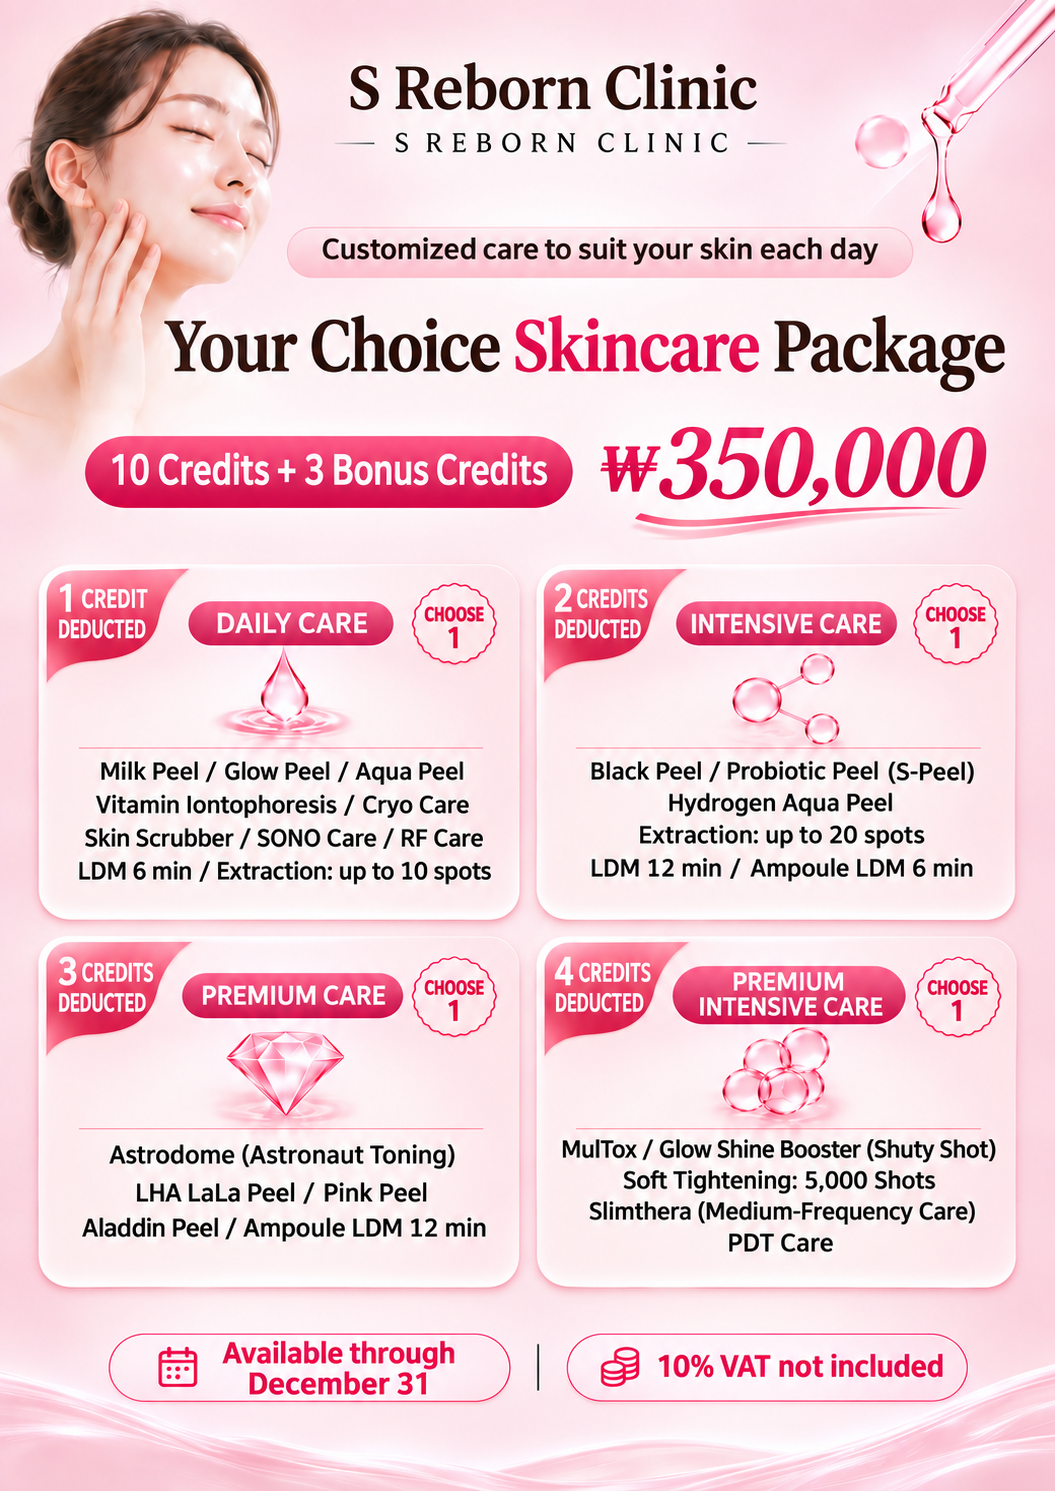 S Reborn Clinic
S REBORN CLINIC
Customized care to suit your skin each day
Your Choice Skincare Package
10 Credits + 3 Bonus Credits
₩350,000
1 CREDIT
DEDUCTED
DAILY CARE
CHOOSE
1
Milk Peel / Glow Peel / Aqua Peel
Vitamin Iontophoresis / Cryo Care
Skin Scrubber / SONO Care / RF Care
LDM 6 min / Extraction: up to 10 spots
2 CREDITS
DEDUCTED
INTENSIVE CARE
CHOOSE
1
Black Peel / Probiotic Peel (S-Peel)
Hydrogen Aqua Peel
Extraction: up to 20 spots
LDM 12 min / Ampoule LDM 6 min
3 CREDITS
DEDUCTED
PREMIUM CARE
CHOOSE
1
Astrodome (Astronaut Toning)
LHA LaLa Peel / Pink Peel
Aladdin Peel / Ampoule LDM 12 min
4 CREDITS
DEDUCTED
PREMIUM
INTENSIVE CARE
CHOOSE
1
MulTox / Glow Shine Booster (Shuty Shot)
Soft Tightening: 5,000 Shots
Slimthera (Medium-Frequency Care)
PDT Care
Available through
December 31
10% VAT not included